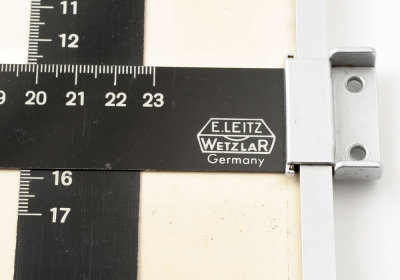 11
12
9 20 21 22 23
E.LEITZ
WETZLAR
Germany
16
17